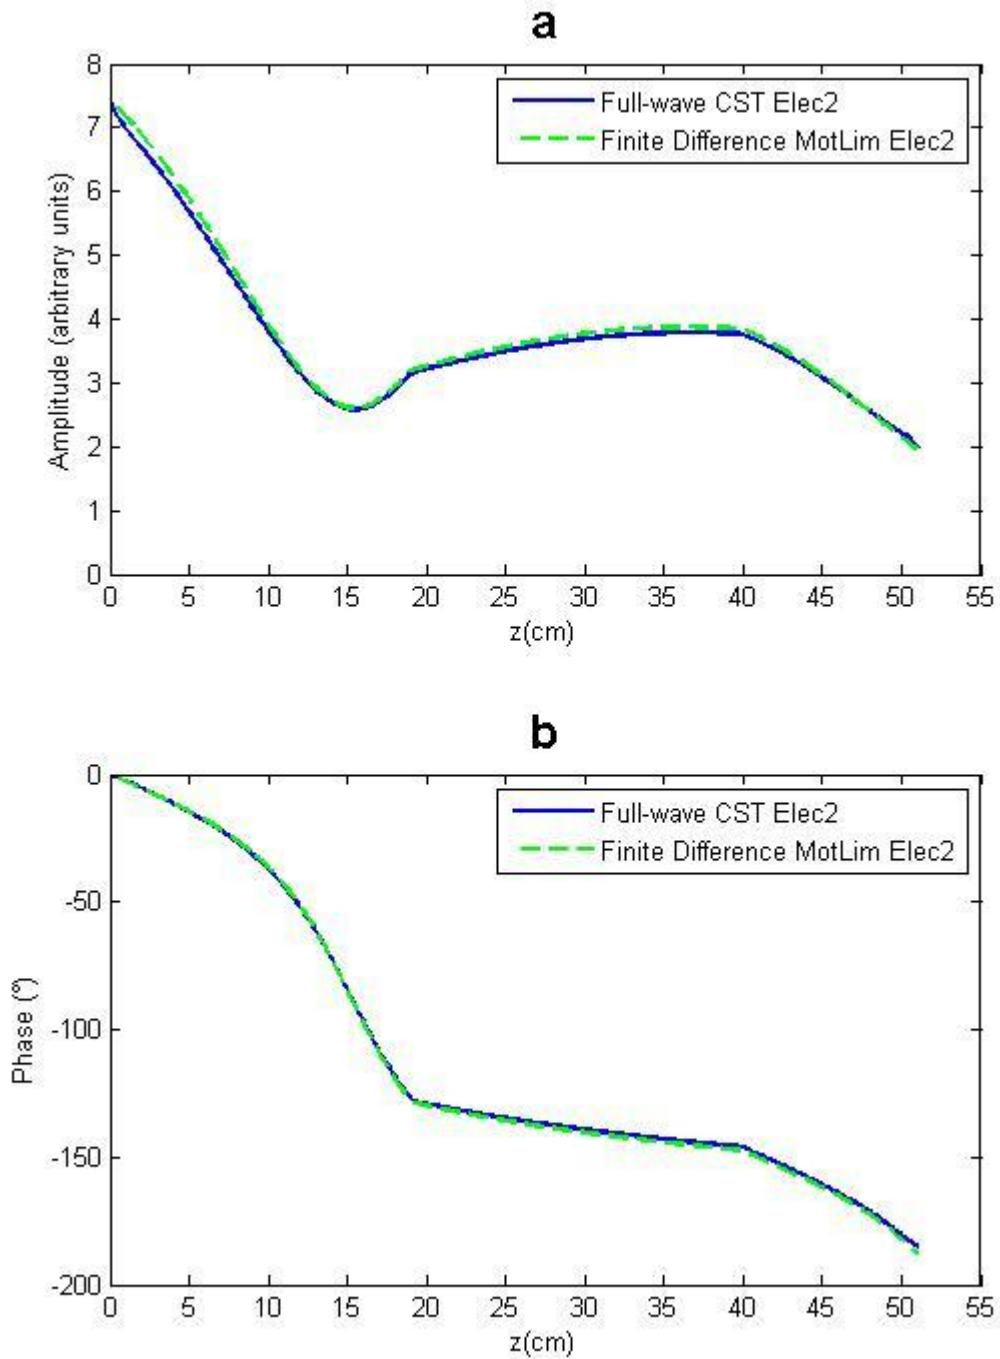 a
8
7
6
5
4
3
2
1
0
Amplitude (arbitrary units)
Full-wave CST Elec2
Finite Difference MotLim Elec2
0 5 10 15 20 25 30 35 40 45 50 55
z(cm)
b
0
-50
-100
-150
-200
Phase (°)
Full-wave CST Elec2
Finite Difference MotLim Elec2
0 5 10 15 20 25 30 35 40 45 50 55
z(cm)